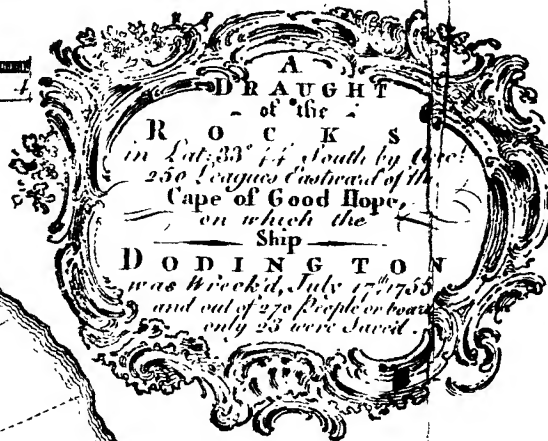 A
DRAUGHT
of the
ROCKS
in Lat: 33° 44' South by
250 Leagues Eastward of the
Cape of Good Hope,
on which the
Ship
DODINGTON
was Wreck'd, July 17th 1755
and out of 270 People on board
only 23 were Saved.
4